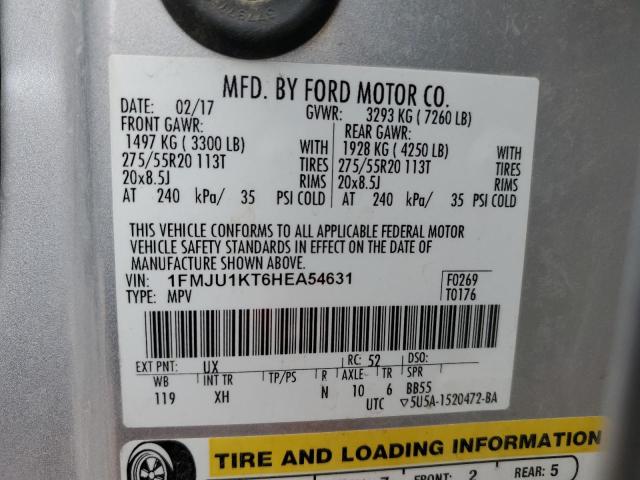 MFD. BY FORD MOTOR CO.
DATE: 02/17 GVWR: 3293 KG ( 7260 LB)
FRONT GAWR: REAR GAWR:
1497 KG ( 3300 LB) WITH 1928 KG ( 4250 LB) WITH
275/55R20 113T TIRES 275/55R20 113T TIRES
20x8.5J RIMS 20x8.5J RIMS
AT 240 kPa/ 35 PSI COLD AT 240 kPa/ 35 PSI COLD
THIS VEHICLE CONFORMS TO ALL APPLICABLE FEDERAL MOTOR
VEHICLE SAFETY STANDARDS IN EFFECT ON THE DATE OF
MANUFACTURE SHOWN ABOVE.
VIN: 1FMJU1KT6HEA54631 F0269
TYPE: MPV T0176
EXT PNT: UX RC: 52 DSO:
WB INT TR TP/PS R AXLE TR SPR
119 XH N 10 6 BB55
UTC ▽5U5A-1520472-BA
TIRE AND LOADING INFORMATION
FRONT: 2 REAR: 5